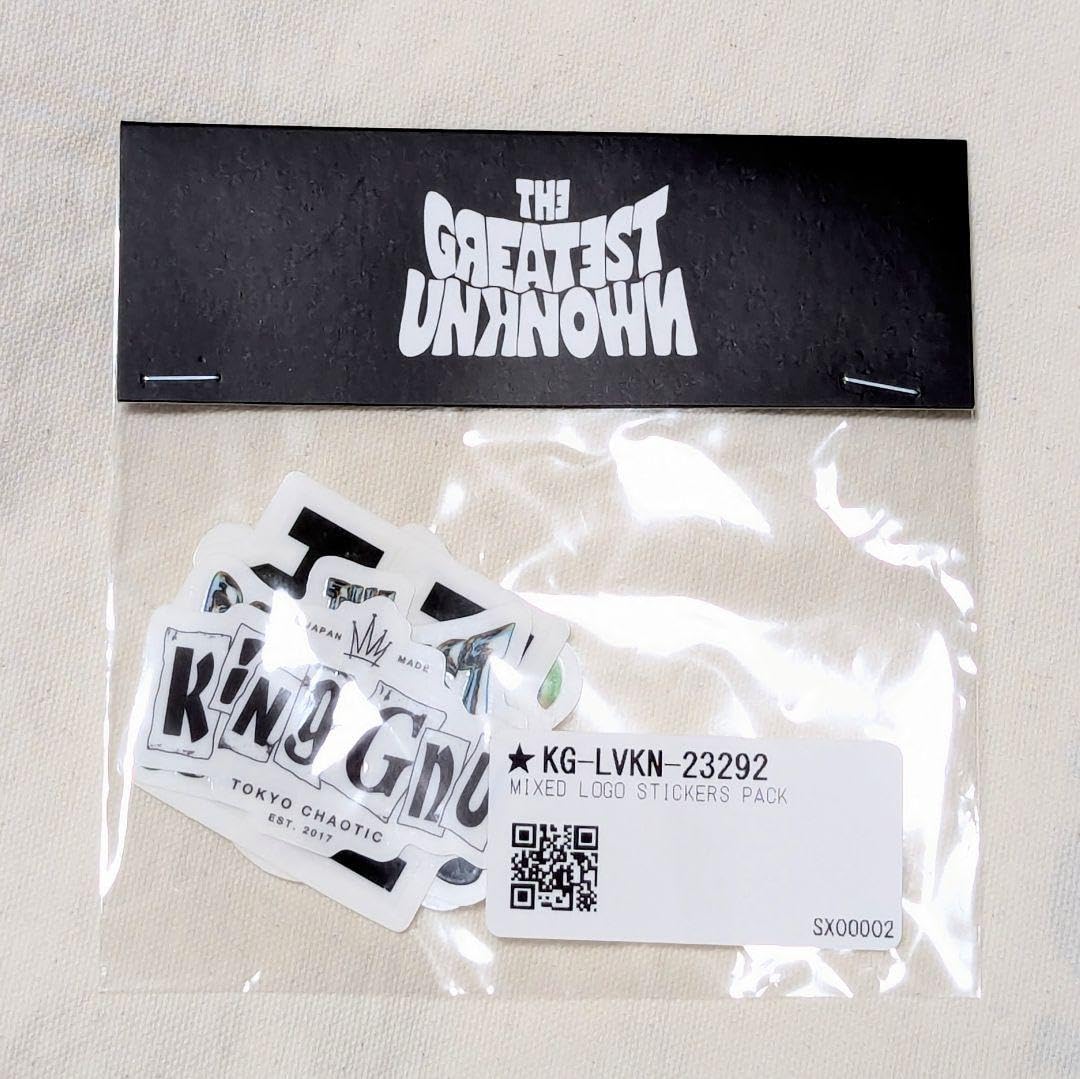 THE
GREATEST
UNKNOWN
JAPAN MADE
King Gnu
TOKYO CHAOTIC
EST. 2017
★KG-LVKN-23292
MIXED LOGO STICKERS PACK
SX00002